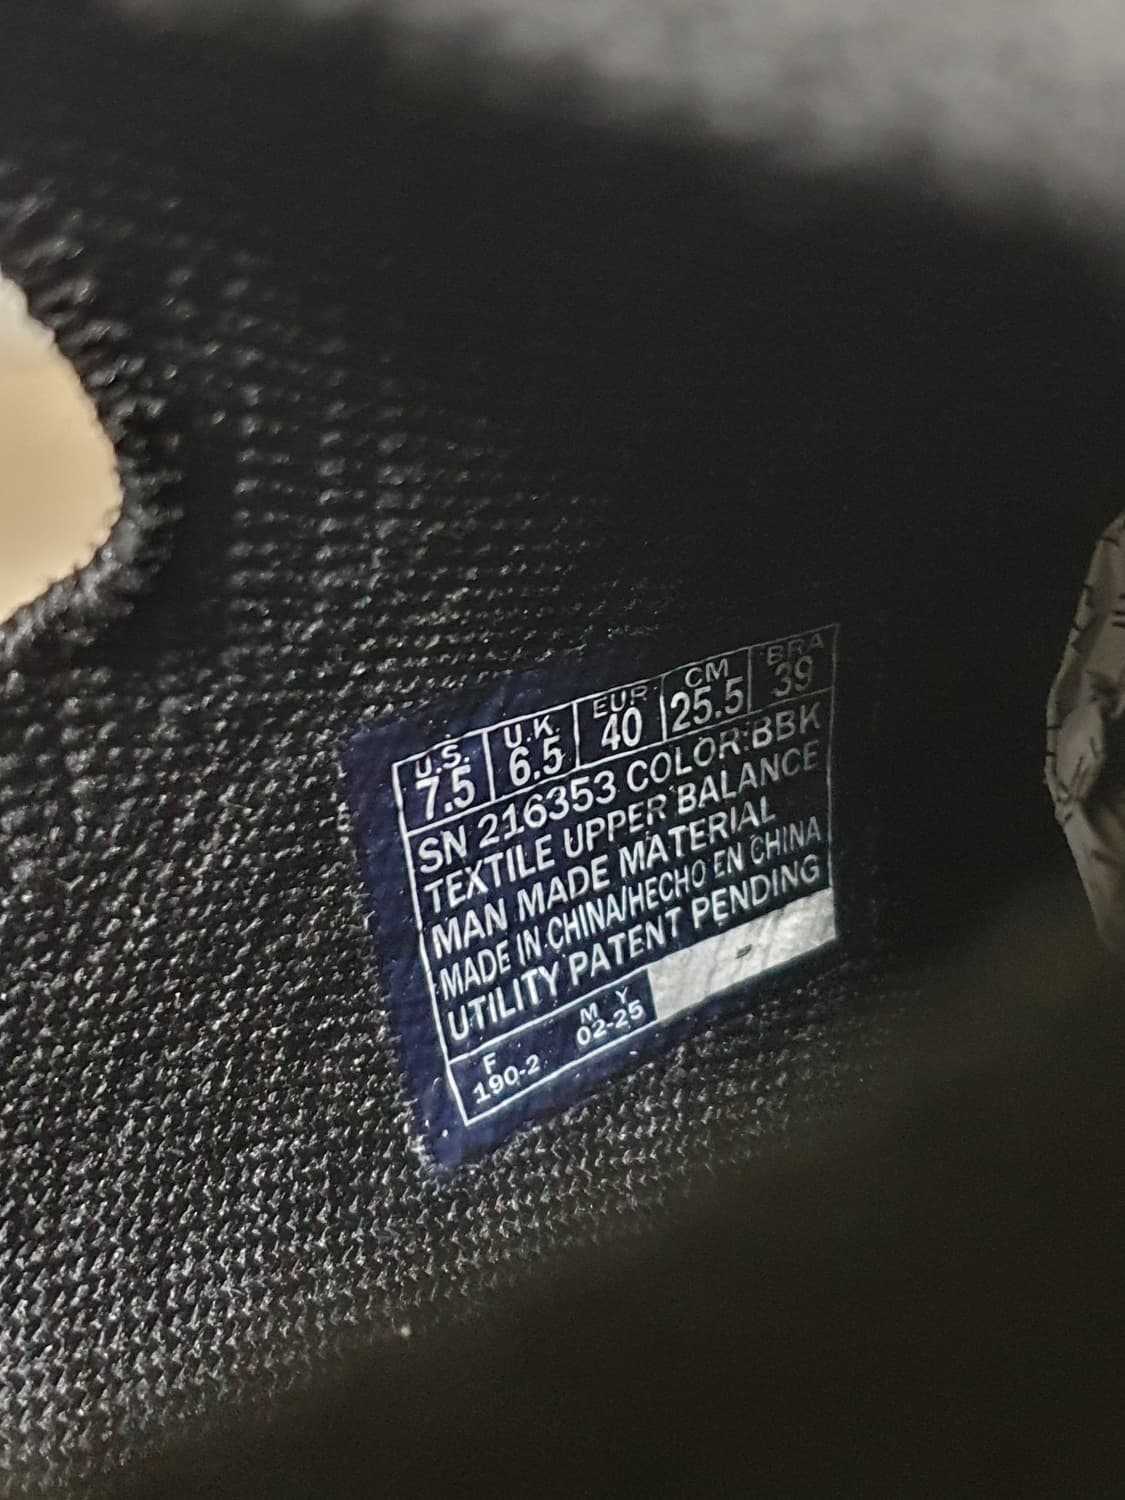 U.S. U.K. EUR CM BRA
7.5 6.5 40 25.5 39
SN 216353 COLOR:BBK
TEXTILE UPPER BALANCE
MAN MADE MATERIAL
MADE IN CHINA/HECHO EN CHINA
UTILITY PATENT PENDING
F M Y
190-2 02-25